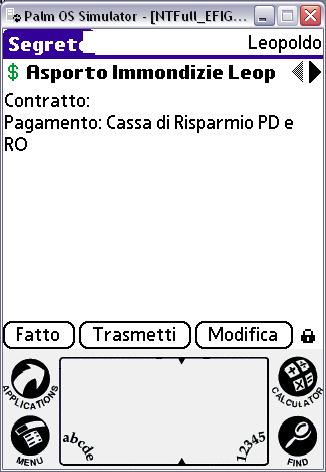 Palm OS Simulator - [NTFull_EFIG...
Segreto Leopoldo
$ Asporto Immondizie Leop
Contratto:
Pagamento: Cassa di Risparmio PD e
RO
Fatto Trasmetti Modifica
APPLICATIONS CALCULATOR
MENU abcde 12345 FIND